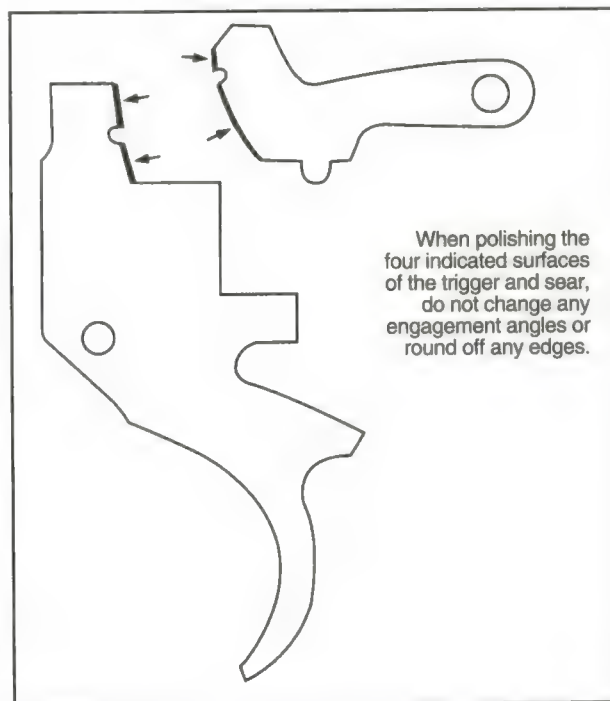 When polishing the
four indicated surfaces
of the trigger and sear,
do not change any
engagement angles or
round off any edges.